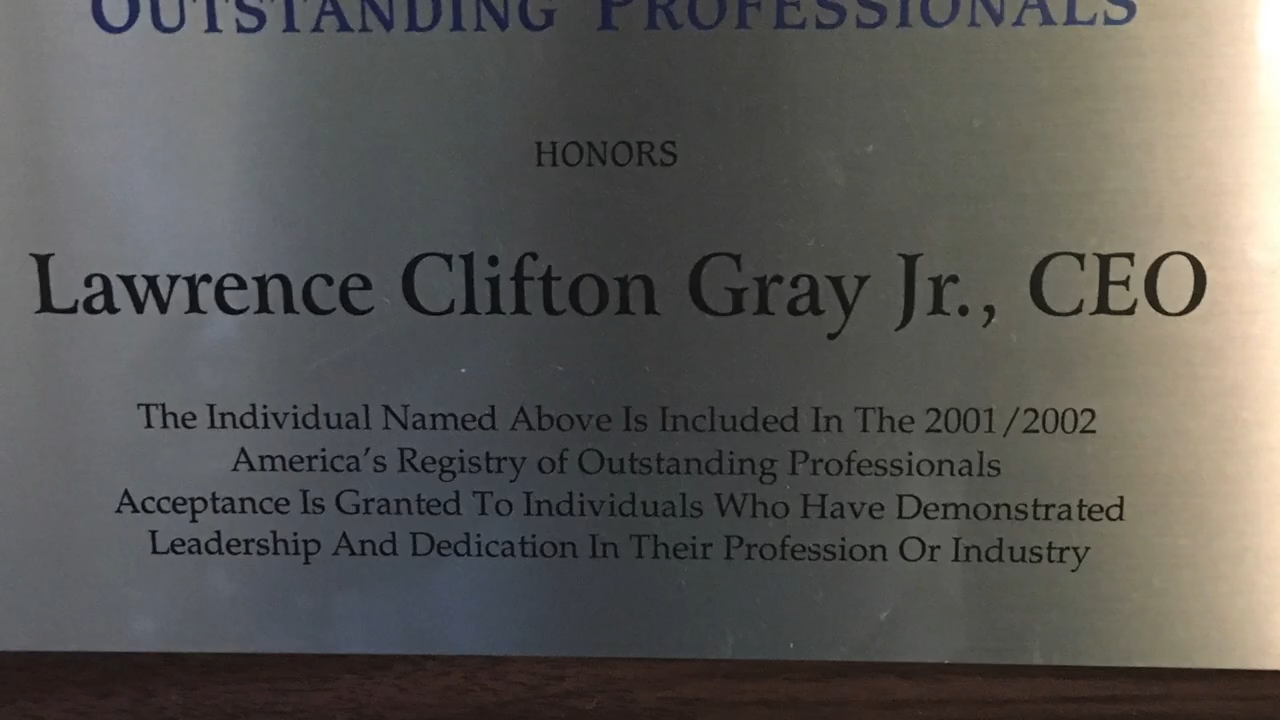 OUTSTANDING PROFESSIONALS
HONORS
Lawrence Clifton Gray Jr., CEO
The Individual Named Above Is Included In The 2001/2002
America's Registry of Outstanding Professionals
Acceptance Is Granted To Individuals Who Have Demonstrated
Leadership And Dedication In Their Profession Or Industry